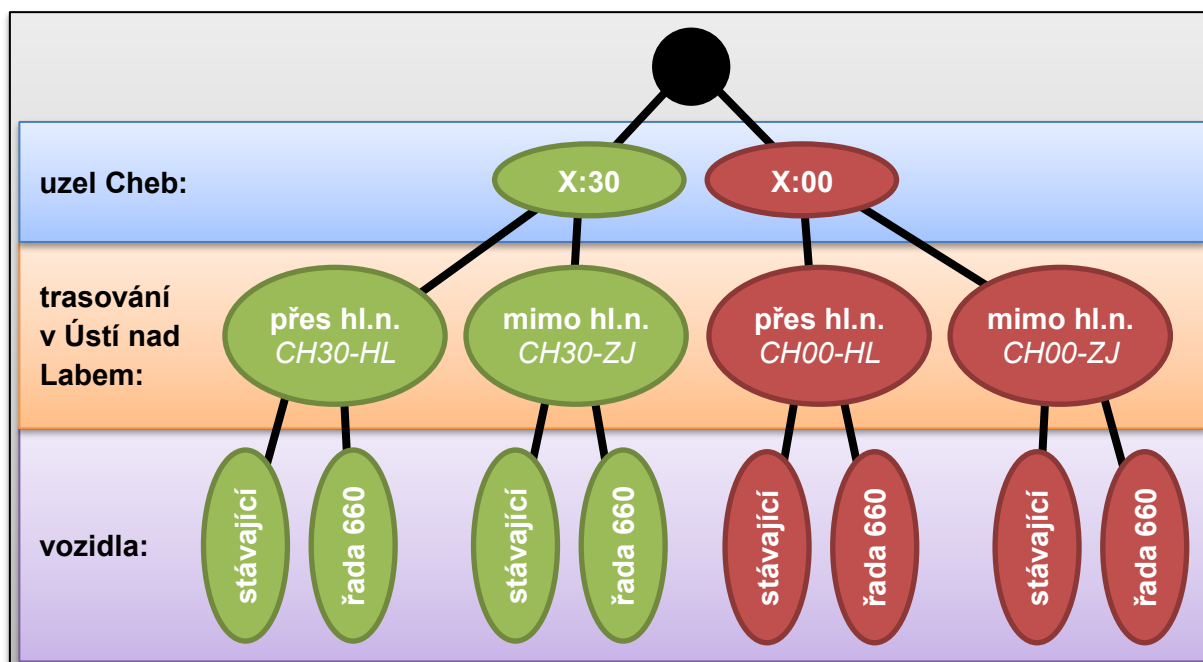 uzel Cheb:
X:30
X:00
trasování
v Ústí nad
Labem:
přes hl.n.
CH30-HL
mimo hl.n.
CH30-ZJ
přes hl.n.
CH00-HL
mimo hl.n.
CH00-ZJ
vozidla:
stávající
řada 660
stávající
řada 660
stávající
řada 660
stávající
řada 660